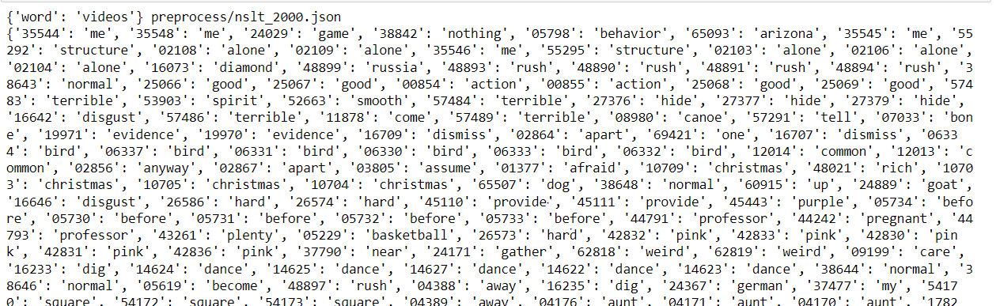 {'word': 'videos'} preprocess/nslt_2000.json
{'35544': 'me', '35548': 'me', '24029': 'game', '38842': 'nothing', '05798': 'behavior', '65093': 'arizona', '35545': 'me', '55
292': 'structure', '02108': 'alone', '02109': 'alone', '35546': 'me', '55295': 'structure', '02103': 'alone', '02106': 'alone',
'02104': 'alone', '16073': 'diamond', '48899': 'russia', '48893': 'rush', '48890': 'rush', '48891': 'rush', '48894': 'rush', '3
8643': 'normal', '25066': 'good', '25067': 'good', '00854': 'action', '00855': 'action', '25068': 'good', '25069': 'good', '574
83': 'terrible', '53903': 'spirit', '52663': 'smooth', '57484': 'terrible', '27376': 'hide', '27377': 'hide', '27379': 'hide',
'16642': 'disgust', '57486': 'terrible', '11878': 'come', '57489': 'terrible', '08980': 'canoe', '57291': 'tell', '07033': 'bon
e', '19971': 'evidence', '19970': 'evidence', '16709': 'dismiss', '02864': 'apart', '69421': 'one', '16707': 'dismiss', '0633
4': 'bird', '06337': 'bird', '06331': 'bird', '06330': 'bird', '06333': 'bird', '06332': 'bird', '12014': 'common', '12013': 'c
ommon', '02856': 'anyway', '02867': 'apart', '03805': 'assume', '01377': 'afraid', '10709': 'christmas', '48021': 'rich', '1070
3': 'christmas', '10705': 'christmas', '10704': 'christmas', '65507': 'dog', '38648': 'normal', '60915': 'up', '24889': 'goat',
'16646': 'disgust', '26586': 'hard', '26574': 'hard', '45110': 'provide', '45111': 'provide', '45443': 'purple', '05734': 'befo
re', '05730': 'before', '05731': 'before', '05732': 'before', '05733': 'before', '44791': 'professor', '44242': 'pregnant', '44
793': 'professor', '43261': 'plenty', '05229': 'basketball', '26573': 'hard', '42832': 'pink', '42833': 'pink', '42830': 'pin
k', '42831': 'pink', '42836': 'pink', '37790': 'near', '24171': 'gather', '62818': 'weird', '62819': 'weird', '09199': 'care',
'16233': 'dig', '14624': 'dance', '14625': 'dance', '14627': 'dance', '14622': 'dance', '14623': 'dance', '38644': 'normal', '3
8646': 'normal', '05619': 'become', '48897': 'rush', '04388': 'away', '16235': 'dig', '24367': 'german', '37477': 'my', '5417
0': 'square', '54172': 'square', '54173': 'square', '04389': 'away', '04176': 'aunt', '04171': 'aunt', '04170': 'aunt', '1782